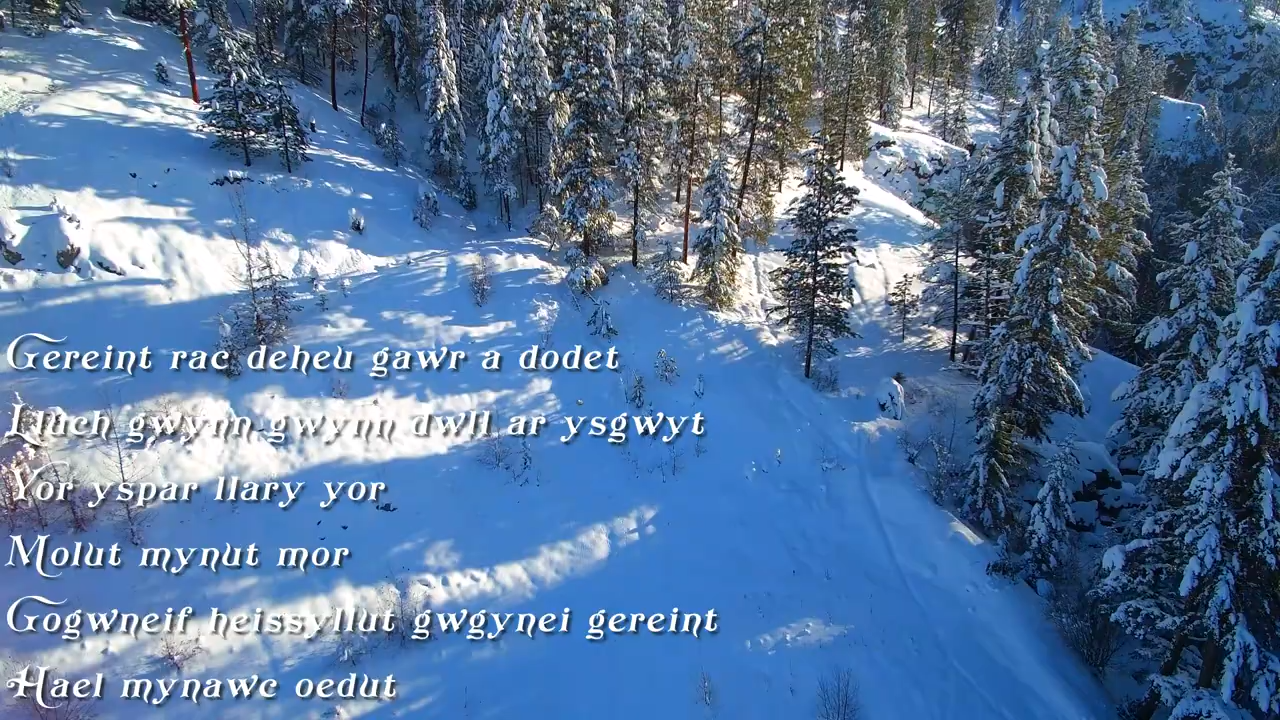 Gereint rac deheu gawr a dodet
Lluch gwynn gwynn dwll ar ysgwyt
Yor yspar llary yor
Molut mynut mor
Gogwneif heissyllut gwgynei gereint
Hael mynawc oedut